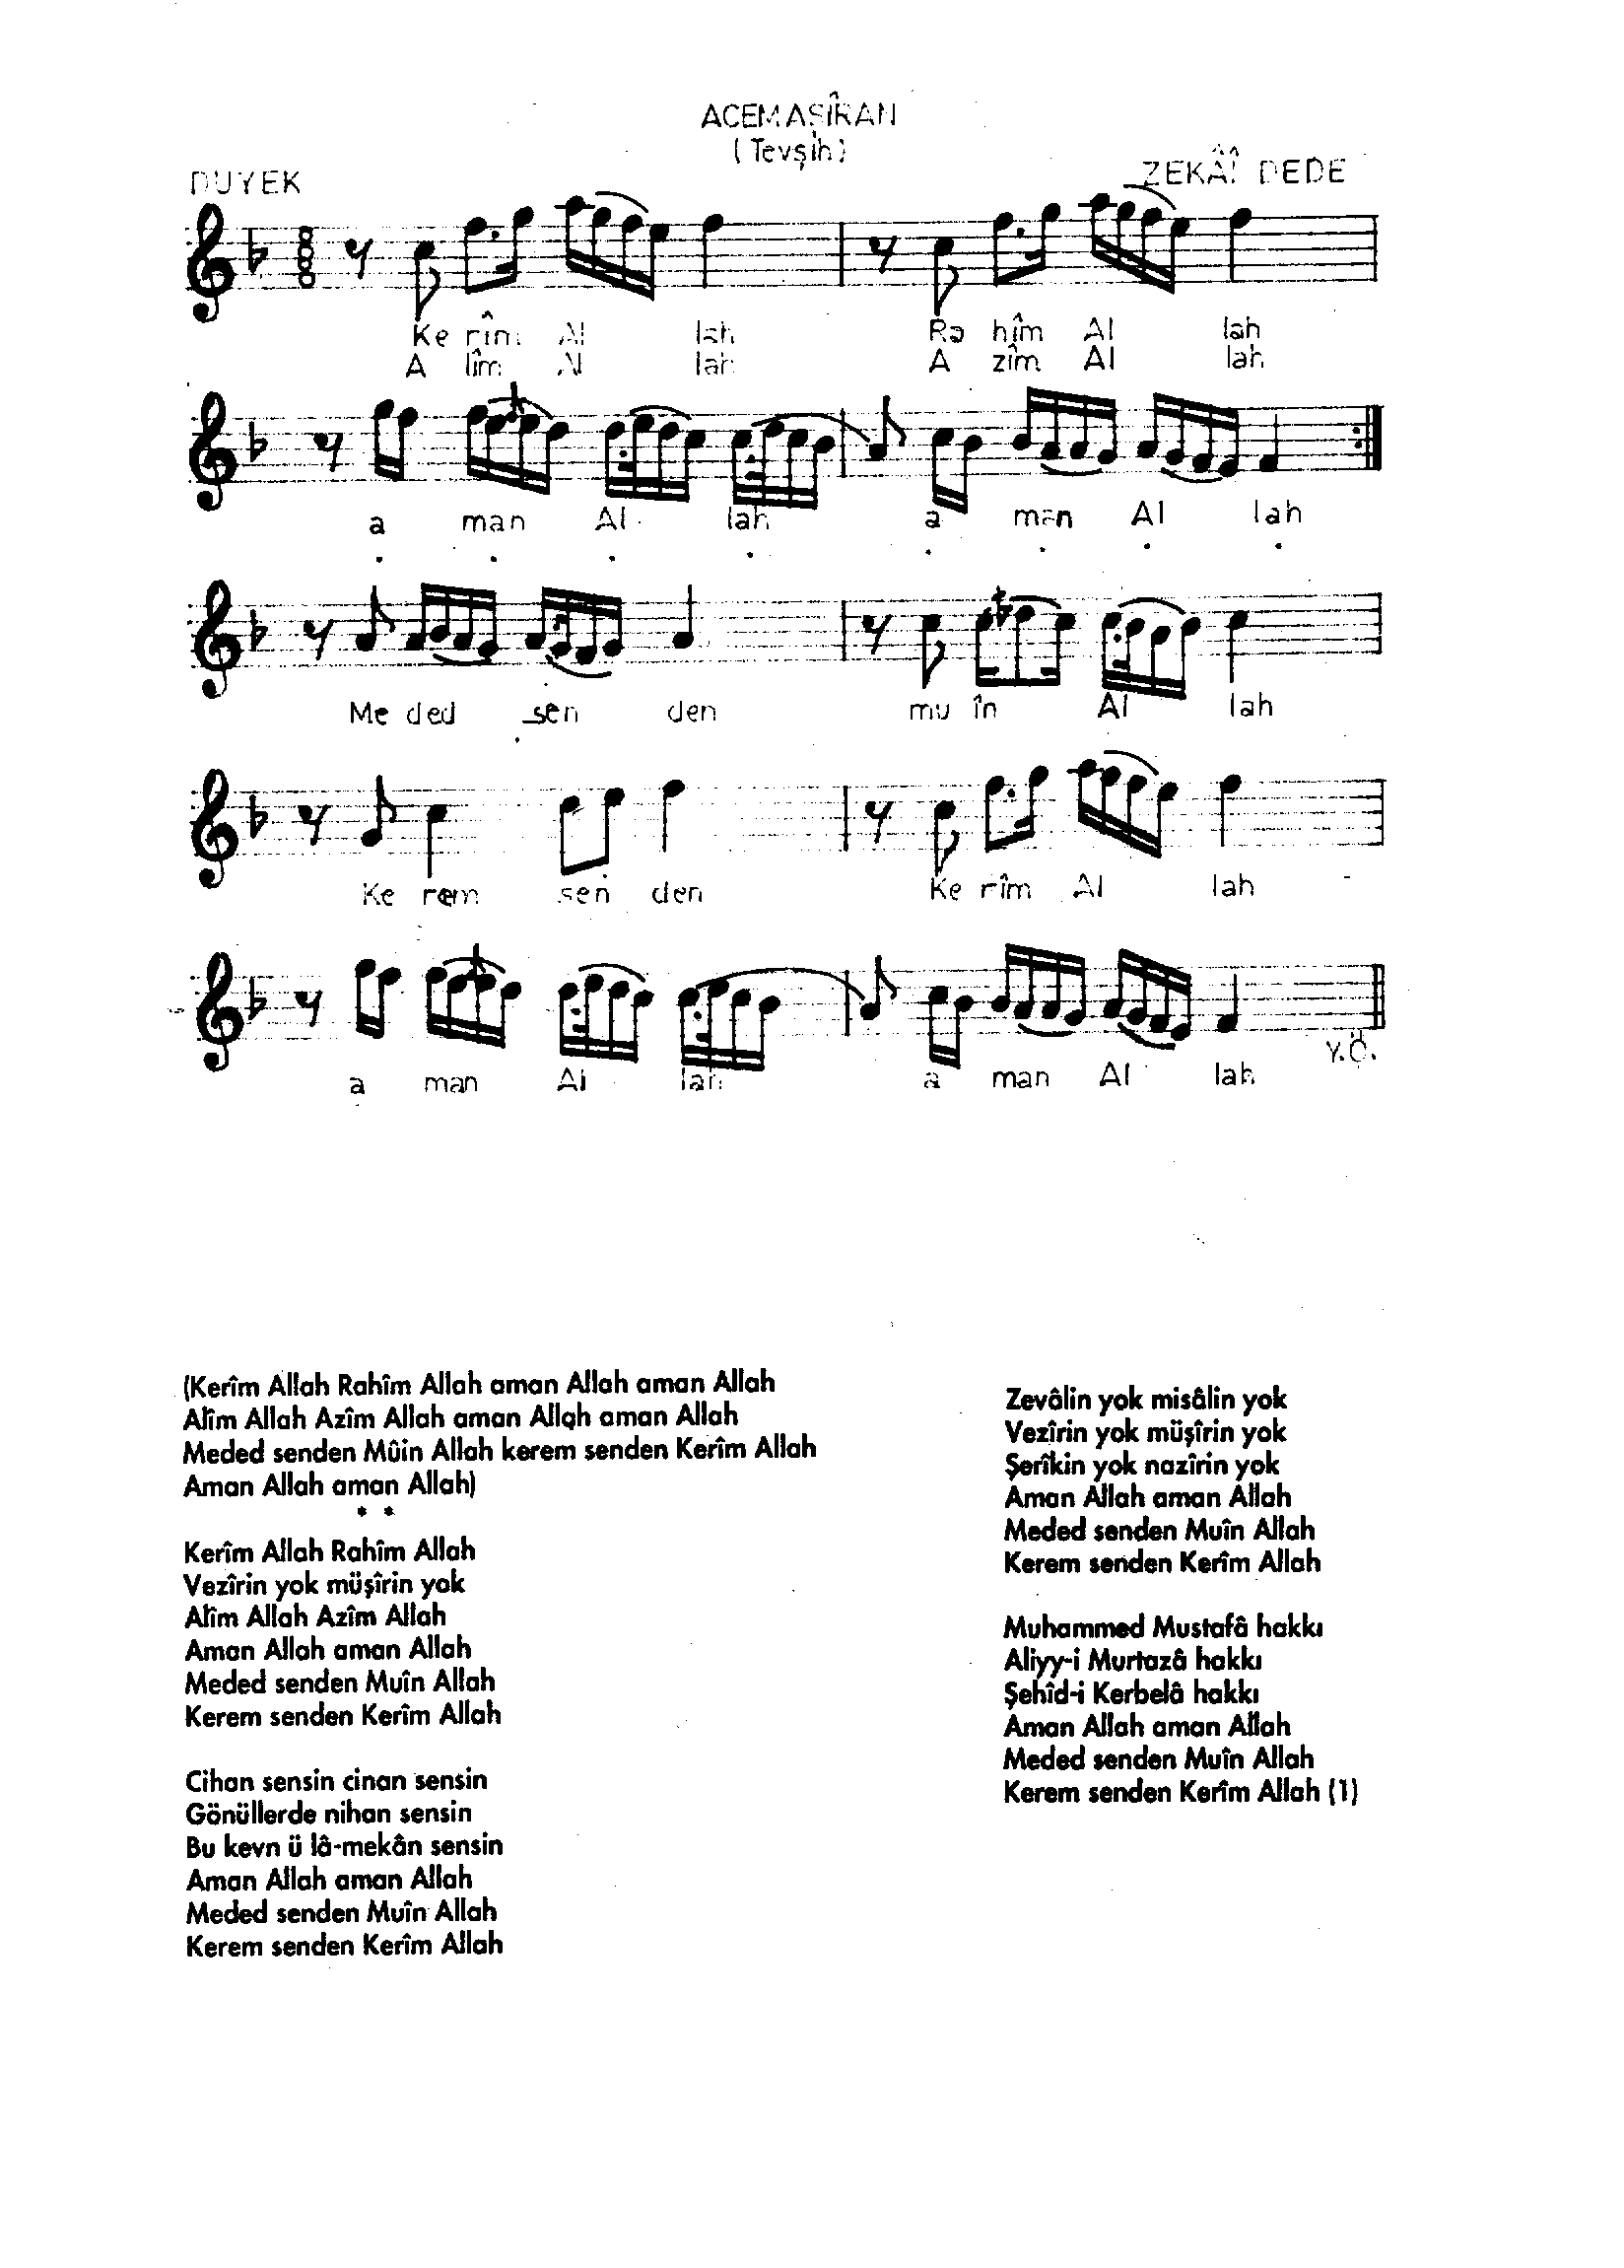 ACEMAŞÎRAN
(Tevşih)
DUYEK
ZEKÂÎ DEDE
8
8
Ke rîm Al lah Ra hîm Al lah
A lîm Al lah A zîm Al lah
a man Al lah a man Al lah
Me ded sen den mu în Al lah
Ke rem sen den Ke rîm Al lah
a man Al lah a man Al lah
Y.Ö.
(Kerîm Allah Rahîm Allah aman Allah aman Allah
Alîm Allah Azîm Allah aman Allah aman Allah
Meded senden Mûin Allah kerem senden Kerîm Allah
Aman Allah aman Allah)
* *
Kerîm Allah Rahîm Allah
Vezîrin yok müşîrin yok
Alîm Allah Azîm Allah
Aman Allah aman Allah
Meded senden Muîn Allah
Kerem senden Kerîm Allah
Cihan sensin cinan sensin
Gönüllerde nihan sensin
Bu kevn ü lâ-mekân sensin
Aman Allah aman Allah
Meded senden Muîn Allah
Kerem senden Kerîm Allah
Zevâlin yok misâlin yok
Vezîrin yok müşîrin yok
Şerîkin yok nazîrin yok
Aman Allah aman Allah
Meded senden Muîn Allah
Kerem senden Kerîm Allah
Muhammed Mustafâ hakkı
Aliyy-i Murtazâ hakkı
Şehîd-i Kerbelâ hakkı
Aman Allah aman Allah
Meded senden Muîn Allah
Kerem senden Kerîm Allah (1)